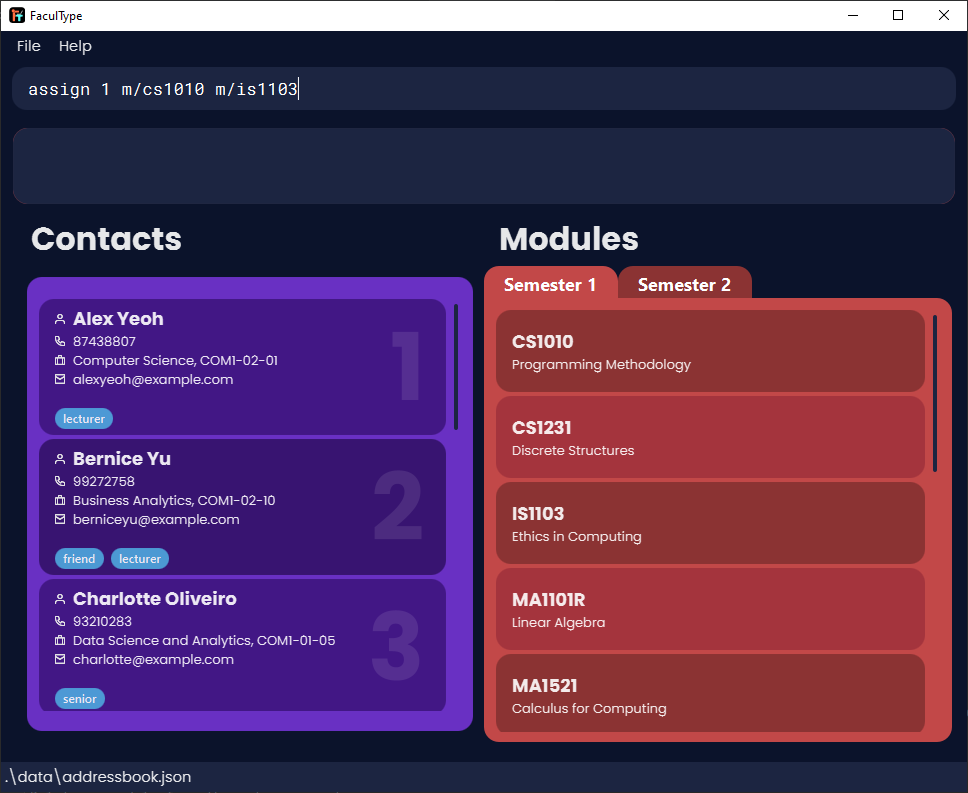 FaculType
File Help
assign 1 m/cs1010 m/is1103
Contacts
Alex Yeoh
87438807
Computer Science, COM1-02-01
alexyeoh@example.com
lecturer
1
Bernice Yu
99272758
Business Analytics, COM1-02-10
berniceyu@example.com
friend lecturer
2
Charlotte Oliveiro
93210283
Data Science and Analytics, COM1-01-05
charlotte@example.com
senior
3
Modules
Semester 1 Semester 2
CS1010
Programming Methodology
CS1231
Discrete Structures
IS1103
Ethics in Computing
MA1101R
Linear Algebra
MA1521
Calculus for Computing
.\data\addressbook.json